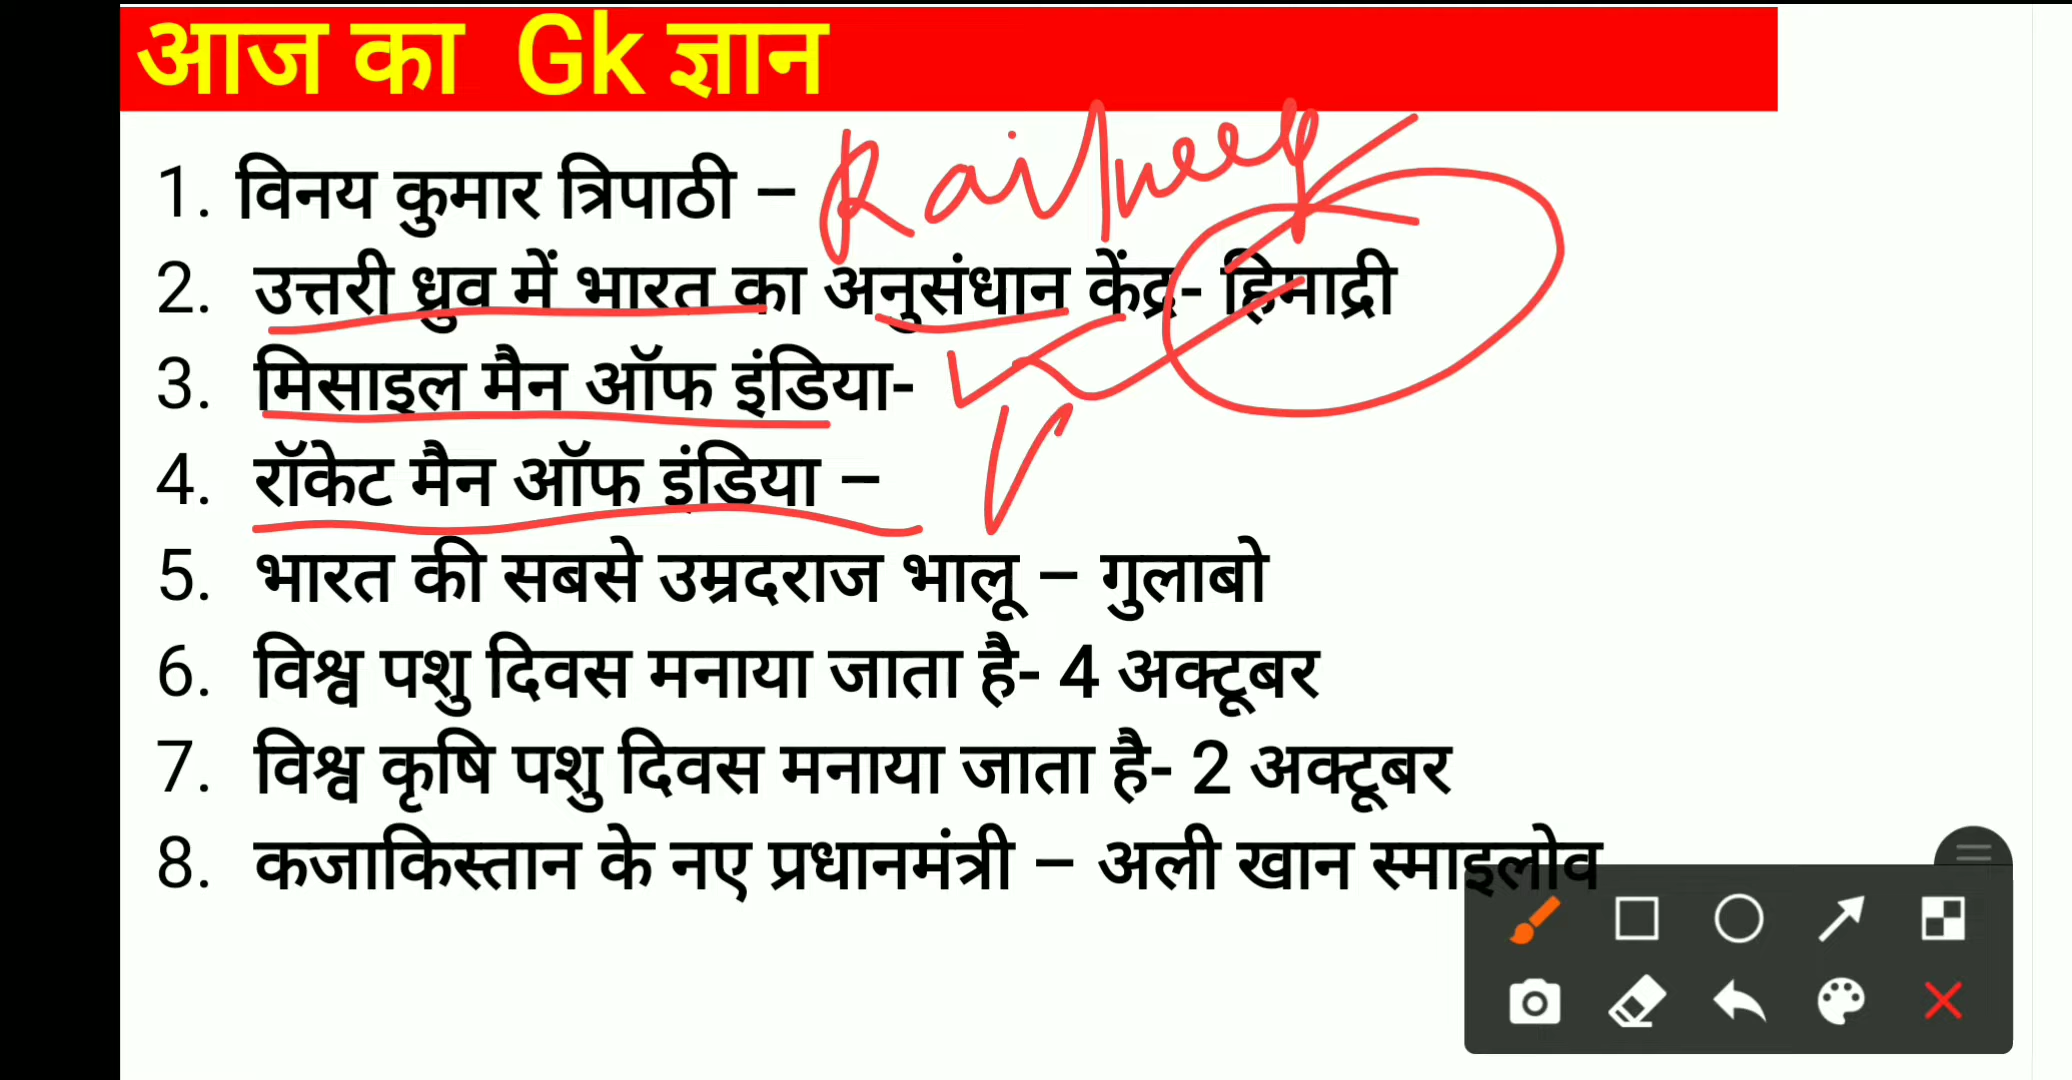 आज का Gk ज्ञान
1. विनय कुमार त्रिपाठी –
2. उत्तरी ध्रुव में भारत का अनुसंधान केंद्र- हिमाद्री
3. मिसाइल मैन ऑफ इंडिया-
4. रॉकेट मैन ऑफ इंडिया –
5. भारत की सबसे उम्रदराज भालू – गुलाबो
6. विश्व पशु दिवस मनाया जाता है- 4 अक्टूबर
7. विश्व कृषि पशु दिवस मनाया जाता है- 2 अक्टूबर
8. कजाकिस्तान के नए प्रधानमंत्री – अली खान स्माइलोव